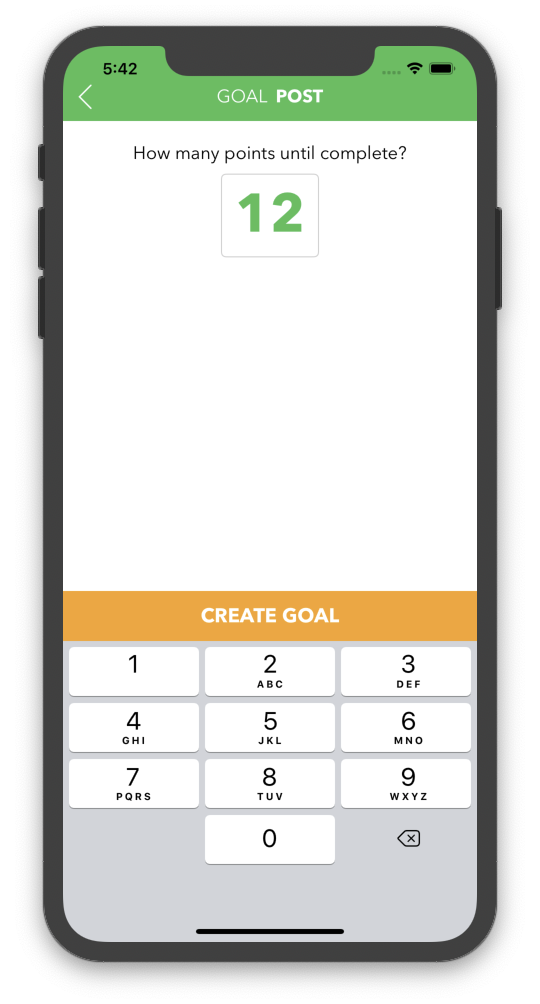 5:42
GOAL POST
How many points until complete?
12
CREATE GOAL
1 2 3
ABC DEF
4 5 6
GHI JKL MNO
7 8 9
PQRS TUV WXYZ
0